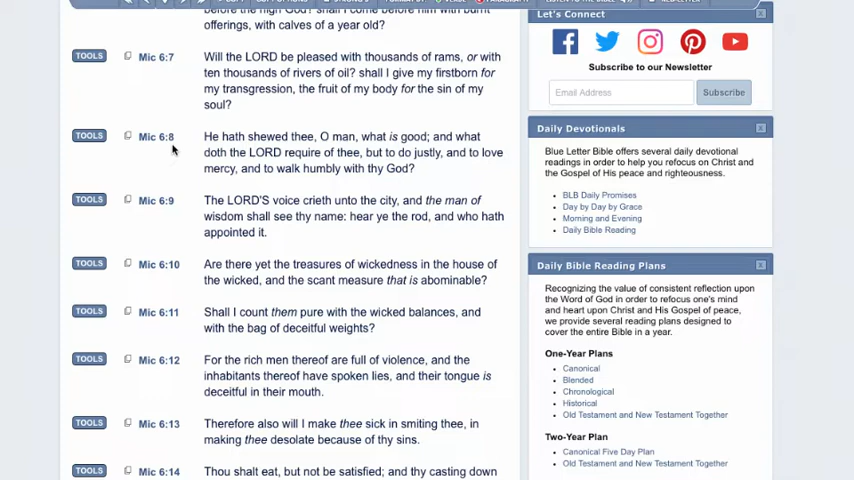 offerings, with calves of a year old?
TOOLS Mic 6:7 Will the LORD be pleased with thousands of rams, or with
ten thousands of rivers of oil? shall I give my firstborn for
my transgression, the fruit of my body for the sin of my
soul?
TOOLS Mic 6:8 He hath shewed thee, O man, what is good; and what
doth the LORD require of thee, but to do justly, and to love
mercy, and to walk humbly with thy God?
TOOLS Mic 6:9 The LORD'S voice crieth unto the city, and the man of
wisdom shall see thy name: hear ye the rod, and who hath
appointed it.
TOOLS Mic 6:10 Are there yet the treasures of wickedness in the house of
the wicked, and the scant measure that is abominable?
TOOLS Mic 6:11 Shall I count them pure with the wicked balances, and
with the bag of deceitful weights?
TOOLS Mic 6:12 For the rich men thereof are full of violence, and the
inhabitants thereof have spoken lies, and their tongue is
deceitful in their mouth.
TOOLS Mic 6:13 Therefore also will I make thee sick in smiting thee, in
making thee desolate because of thy sins.
TOOLS Mic 6:14 Thou shalt eat, but not be satisfied; and thy casting down
Let's Connect
Subscribe to our Newsletter
Email Address Subscribe
Daily Devotionals
Blue Letter Bible offers several daily devotional
readings in order to help you refocus on Christ and
the Gospel of His peace and righteousness.
BLB Daily Promises
Day by Day by Grace
Morning and Evening
Daily Bible Reading
Daily Bible Reading Plans
Recognizing the value of consistent reflection upon
the Word of God in order to refocus one's mind
and heart upon Christ and His Gospel of peace,
we provide several reading plans designed to
cover the entire Bible in a year.
One-Year Plans
Canonical
Blended
Chronological
Historical
Old Testament and New Testament Together
Two-Year Plan
Canonical Five Day Plan
Old Testament and New Testament Together